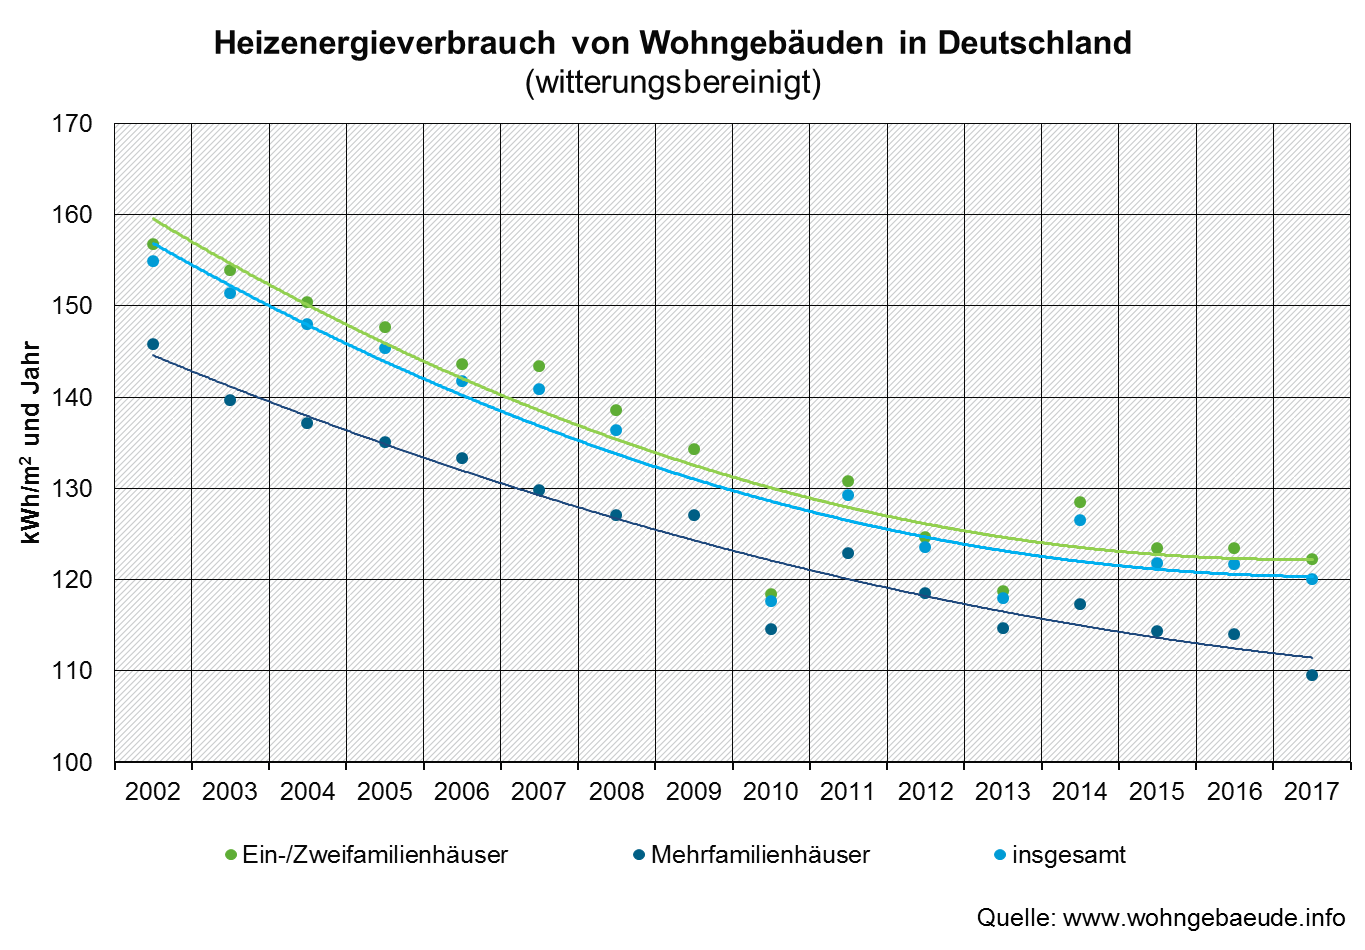 Heizenergieverbrauch von Wohngebäuden in Deutschland
(witterungsbereinigt)
kWh/m² und Jahr
170
160
150
140
130
120
110
100
2002 2003 2004 2005 2006 2007 2008 2009 2010 2011 2012 2013 2014 2015 2016 2017
Ein-/Zweifamilienhäuser Mehrfamilienhäuser insgesamt
Quelle: www.wohngebaeude.info